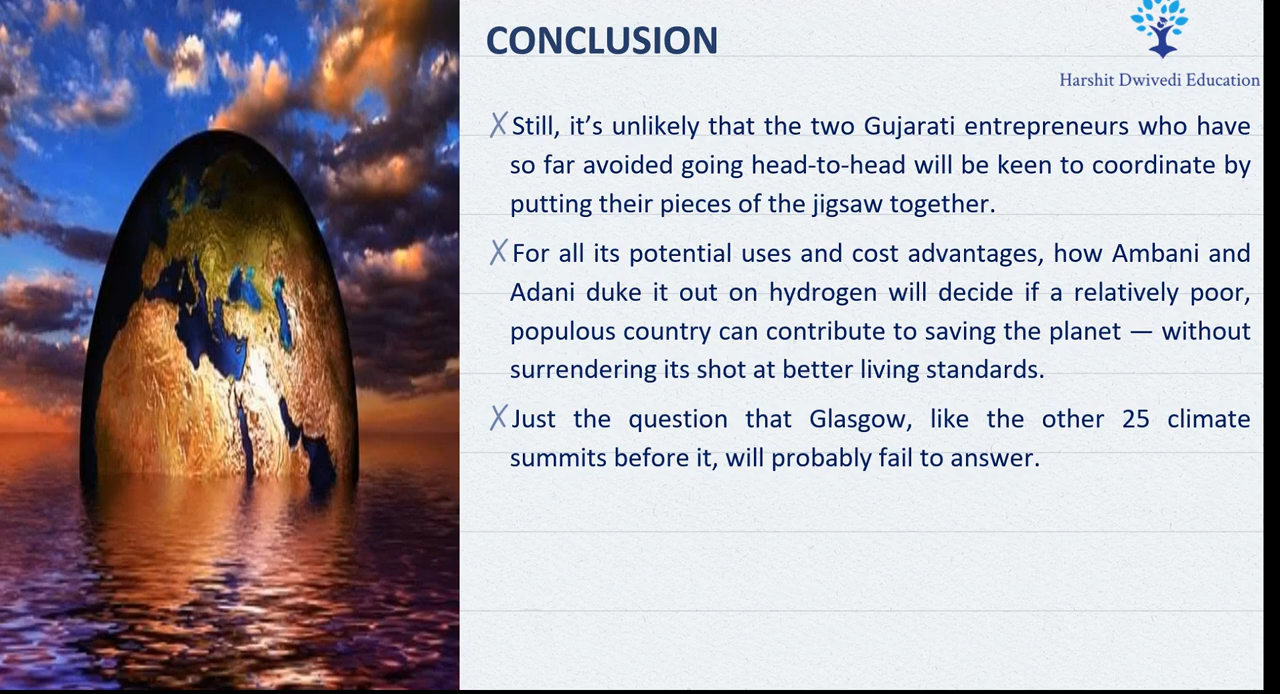 CONCLUSION
Harshit Dwivedi Education
╳Still, it’s unlikely that the two Gujarati entrepreneurs who have
so far avoided going head-to-head will be keen to coordinate by
putting their pieces of the jigsaw together.
╳For all its potential uses and cost advantages, how Ambani and
Adani duke it out on hydrogen will decide if a relatively poor,
populous country can contribute to saving the planet — without
surrendering its shot at better living standards.
╳Just the question that Glasgow, like the other 25 climate
summits before it, will probably fail to answer.